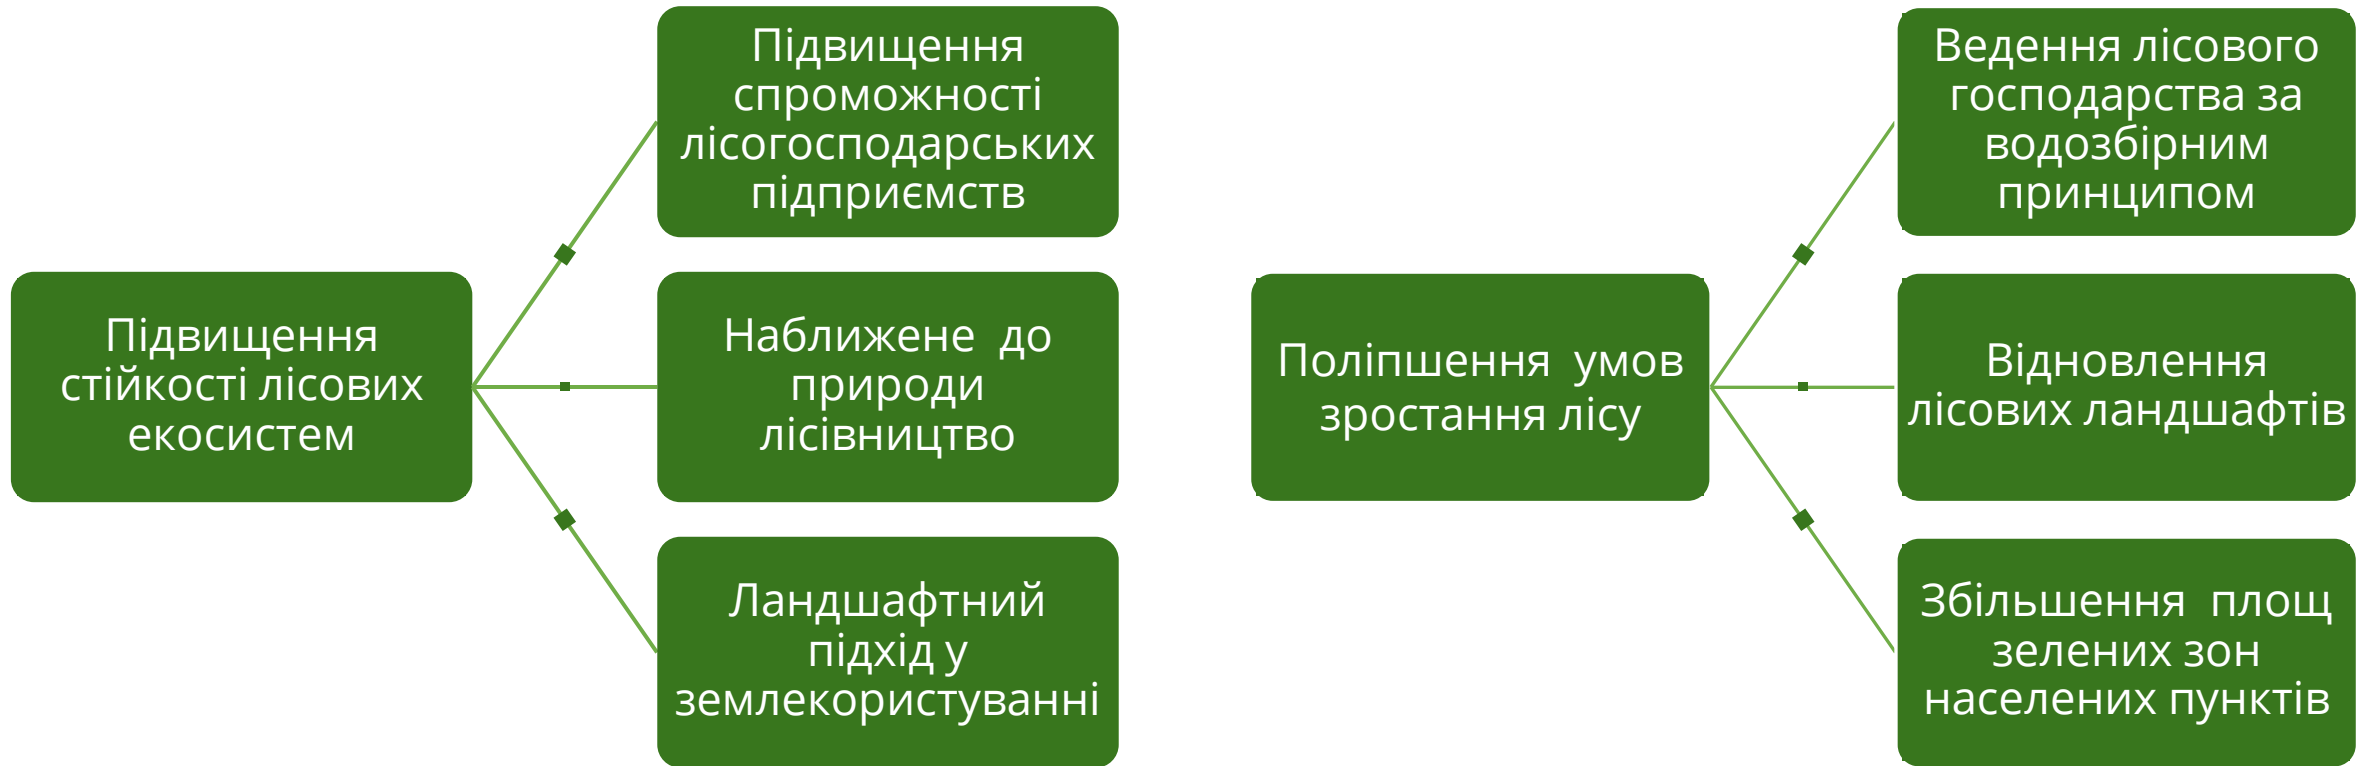 Підвищення
стійкості лісових
екосистем
Підвищення
спроможності
лісогосподарських
підприємств
Наближене до
природи
лісівництво
Ландшафтний
підхід у
землекористуванні
Поліпшення умов
зростання лісу
Ведення лісового
господарства за
водозбірним
принципом
Відновлення
лісових ландшафтів
Збільшення площ
зелених зон
населених пунктів